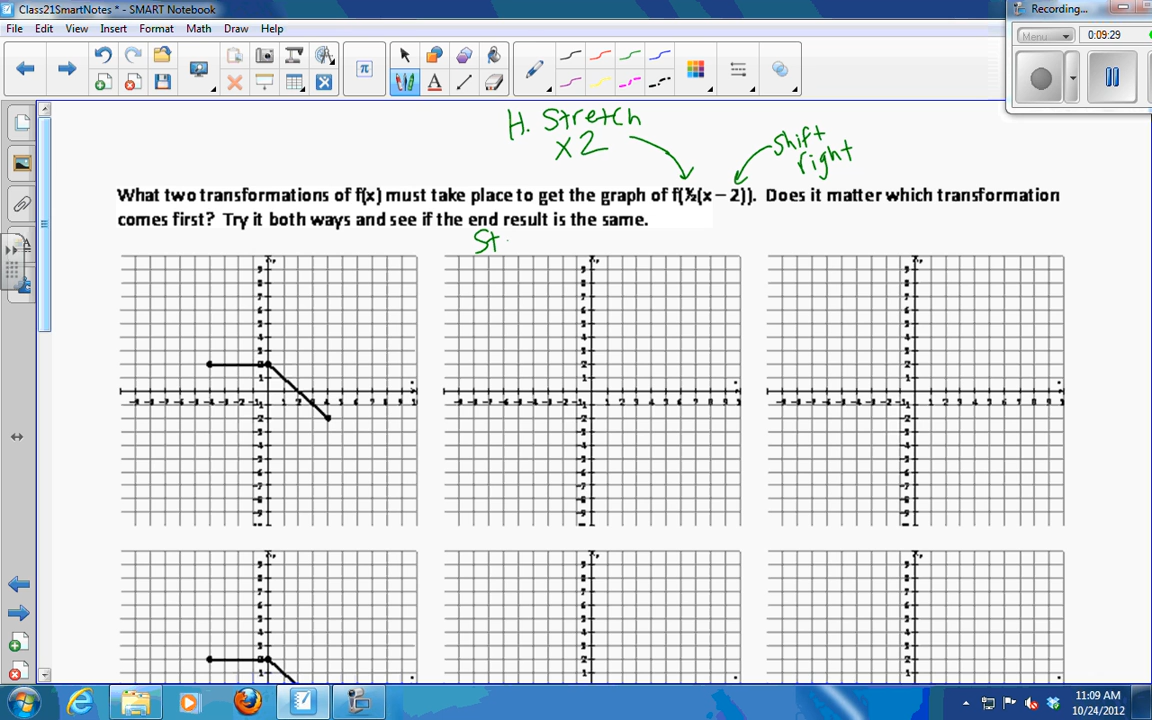 Class21SmartNotes * - SMART Notebook
Recording...
File Edit View Insert Format Math Draw Help
Menu
0:09:29
π
A
H. Stretch
x2
shift
right
What two transformations of f(x) must take place to get the graph of f(½(x – 2)). Does it matter which transformation
comes first? Try it both ways and see if the end result is the same.
St
11:09 AM
10/24/2012